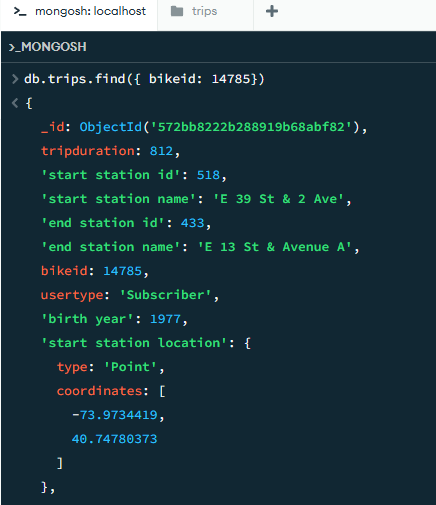 >_ mongosh: localhost trips +
>_MONGOSH
> db.trips.find({ bikeid: 14785})
< {
_id: ObjectId('572bb8222b288919b68abf82'),
tripduration: 812,
'start station id': 518,
'start station name': 'E 39 St & 2 Ave',
'end station id': 433,
'end station name': 'E 13 St & Avenue A',
bikeid: 14785,
usertype: 'Subscriber',
'birth year': 1977,
'start station location': {
type: 'Point',
coordinates: [
-73.9734419,
40.74780373
]
},